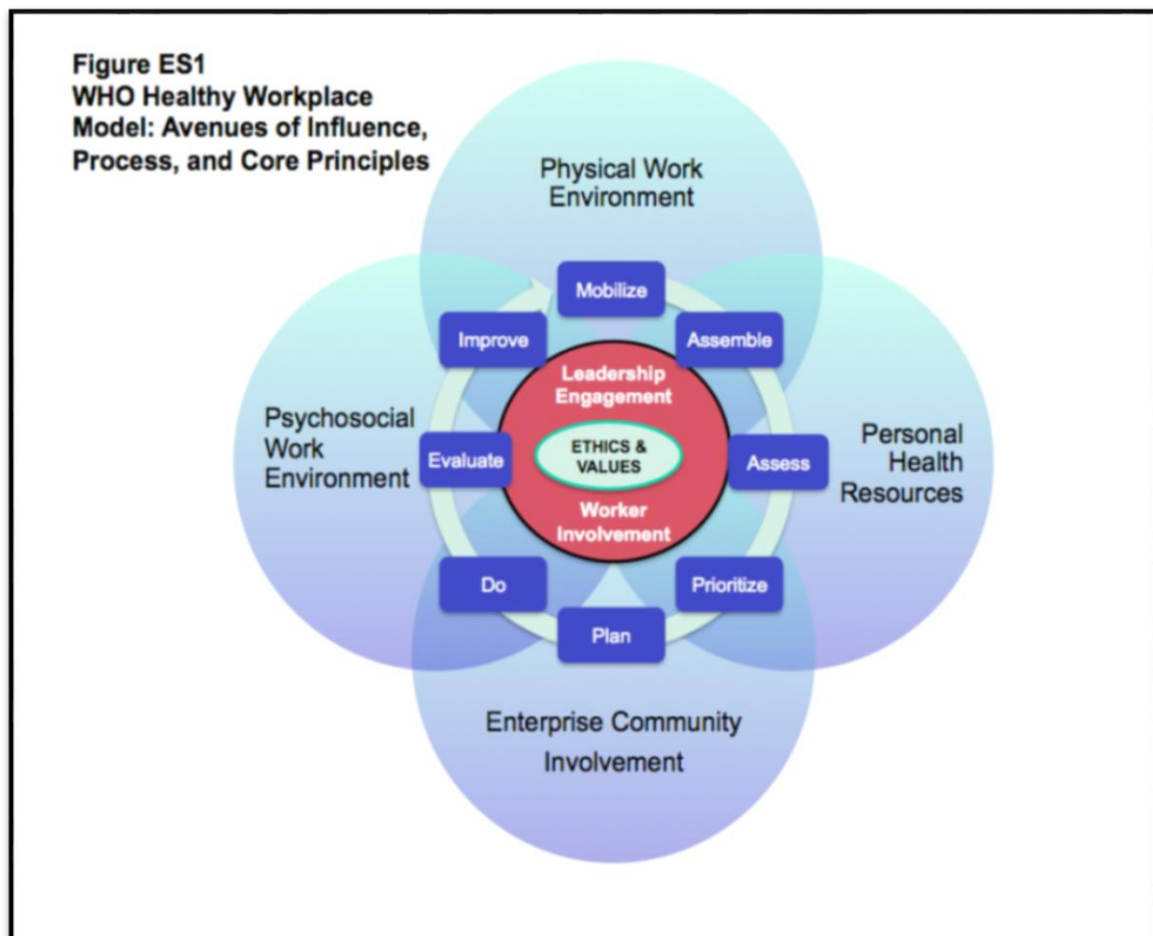 Figure ES1
WHO Healthy Workplace
Model: Avenues of Influence,
Process, and Core Principles
Physical Work
Environment
Mobilize
Improve
Assemble
Leadership
Engagement
Psychosocial
Work
Environment
Evaluate
ETHICS &
VALUES
Assess
Personal
Health
Resources
Worker
Involvement
Do
Prioritize
Plan
Enterprise Community
Involvement